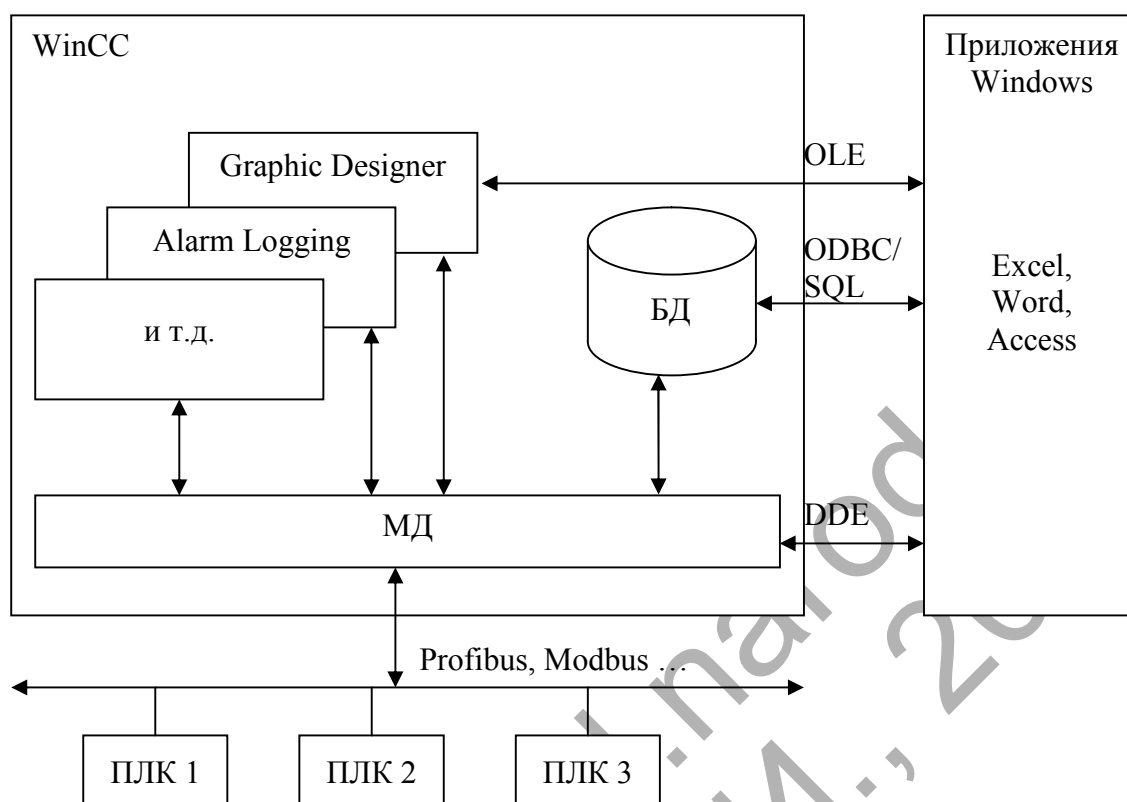 WinCC
Приложения
Windows
Graphic Designer
OLE
Alarm Logging
ODBC/
SQL
Excel,
Word,
Access
и т.д.
БД
МД
DDE
Profibus, Modbus …
ПЛК 1
ПЛК 2
ПЛК 3